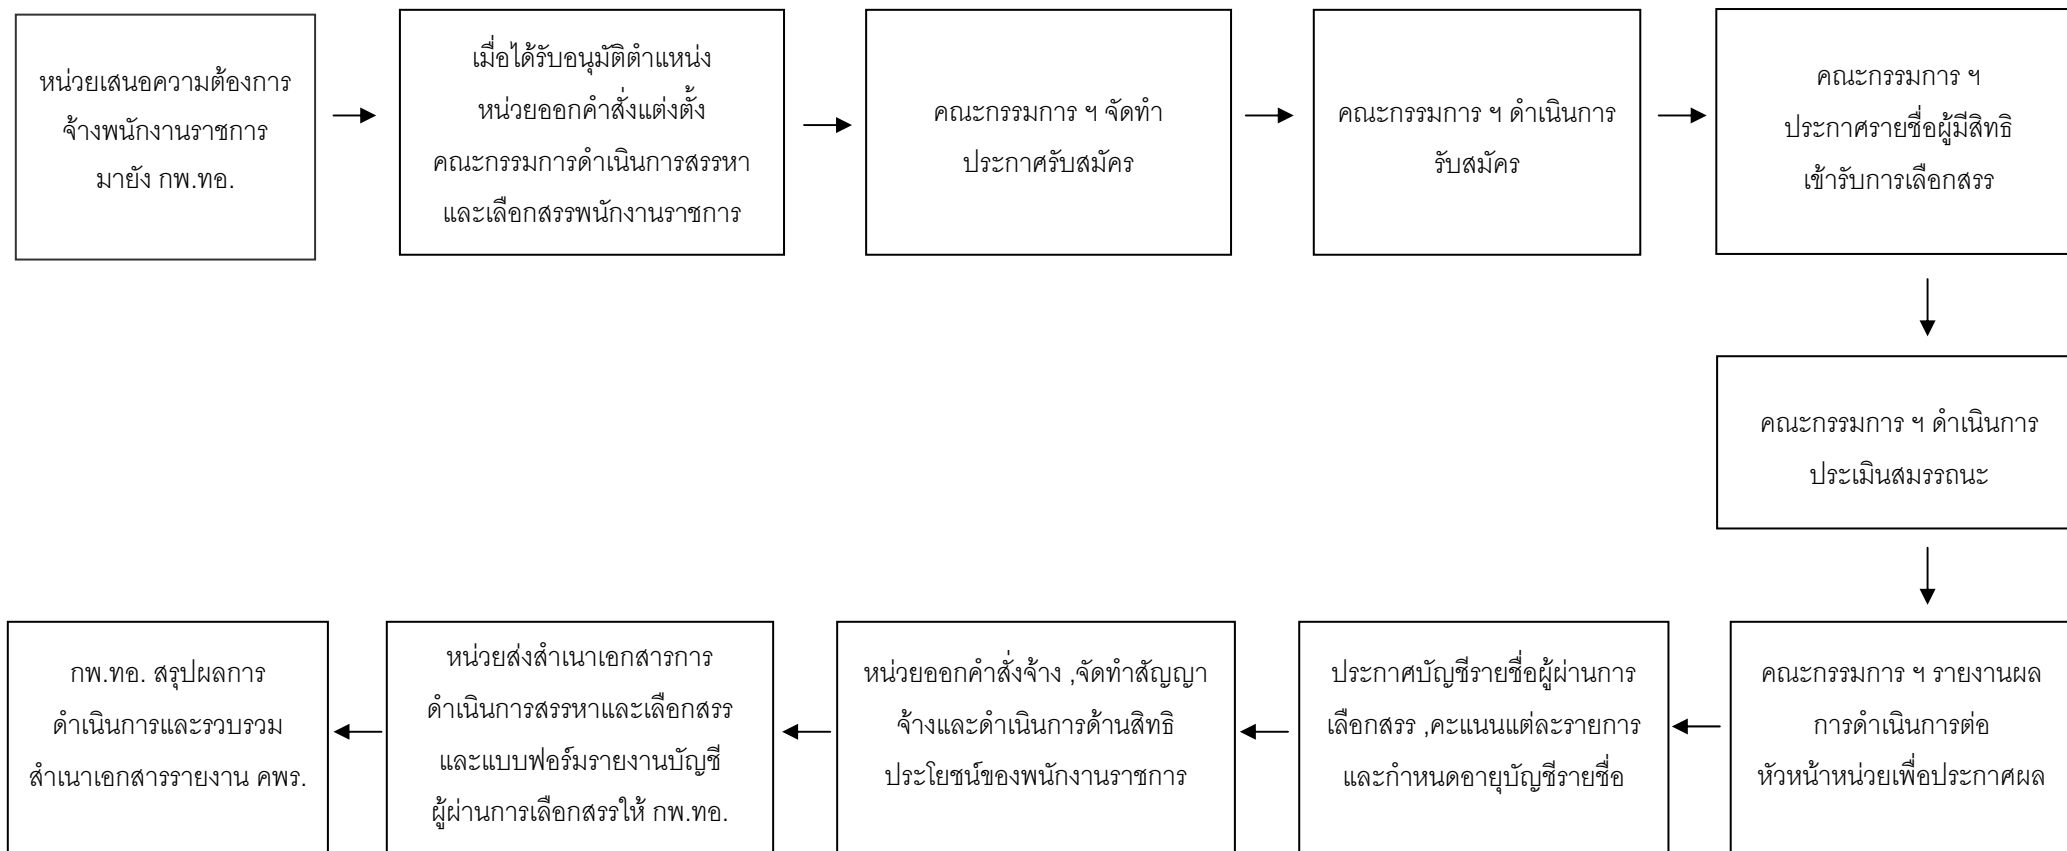 หน่วยเสนอความต้องการ
จ้างพนักงานราชการ
มายัง กพ.ทอ.
เมื่อได้รับอนุมัติตำแหน่ง
หน่วยออกคำสั่งแต่งตั้ง
คณะกรรมการดำเนินการสรรหา
และเลือกสรรพนักงานราชการ
คณะกรรมการ ฯ จัดทำ
ประกาศรับสมัคร
คณะกรรมการ ฯ ดำเนินการ
รับสมัคร
คณะกรรมการ ฯ
ประกาศรายชื่อผู้มีสิทธิ
เข้ารับการเลือกสรร
คณะกรรมการ ฯ ดำเนินการ
ประเมินสมรรถนะ
คณะกรรมการ ฯ รายงานผล
การดำเนินการต่อ
หัวหน้าหน่วยเพื่อประกาศผล
ประกาศบัญชีรายชื่อผู้ผ่านการ
เลือกสรร ,คะแนนแต่ละรายการ
และกำหนดอายุบัญชีรายชื่อ
หน่วยออกคำสั่งจ้าง ,จัดทำสัญญา
จ้างและดำเนินการด้านสิทธิ
ประโยชน์ของพนักงานราชการ
หน่วยส่งสำเนาเอกสารการ
ดำเนินการสรรหาและเลือกสรร
และแบบฟอร์มรายงานบัญชี
ผู้ผ่านการเลือกสรรให้ กพ.ทอ.
กพ.ทอ. สรุปผลการ
ดำเนินการและรวบรวม
สำเนาเอกสารรายงาน คพร.